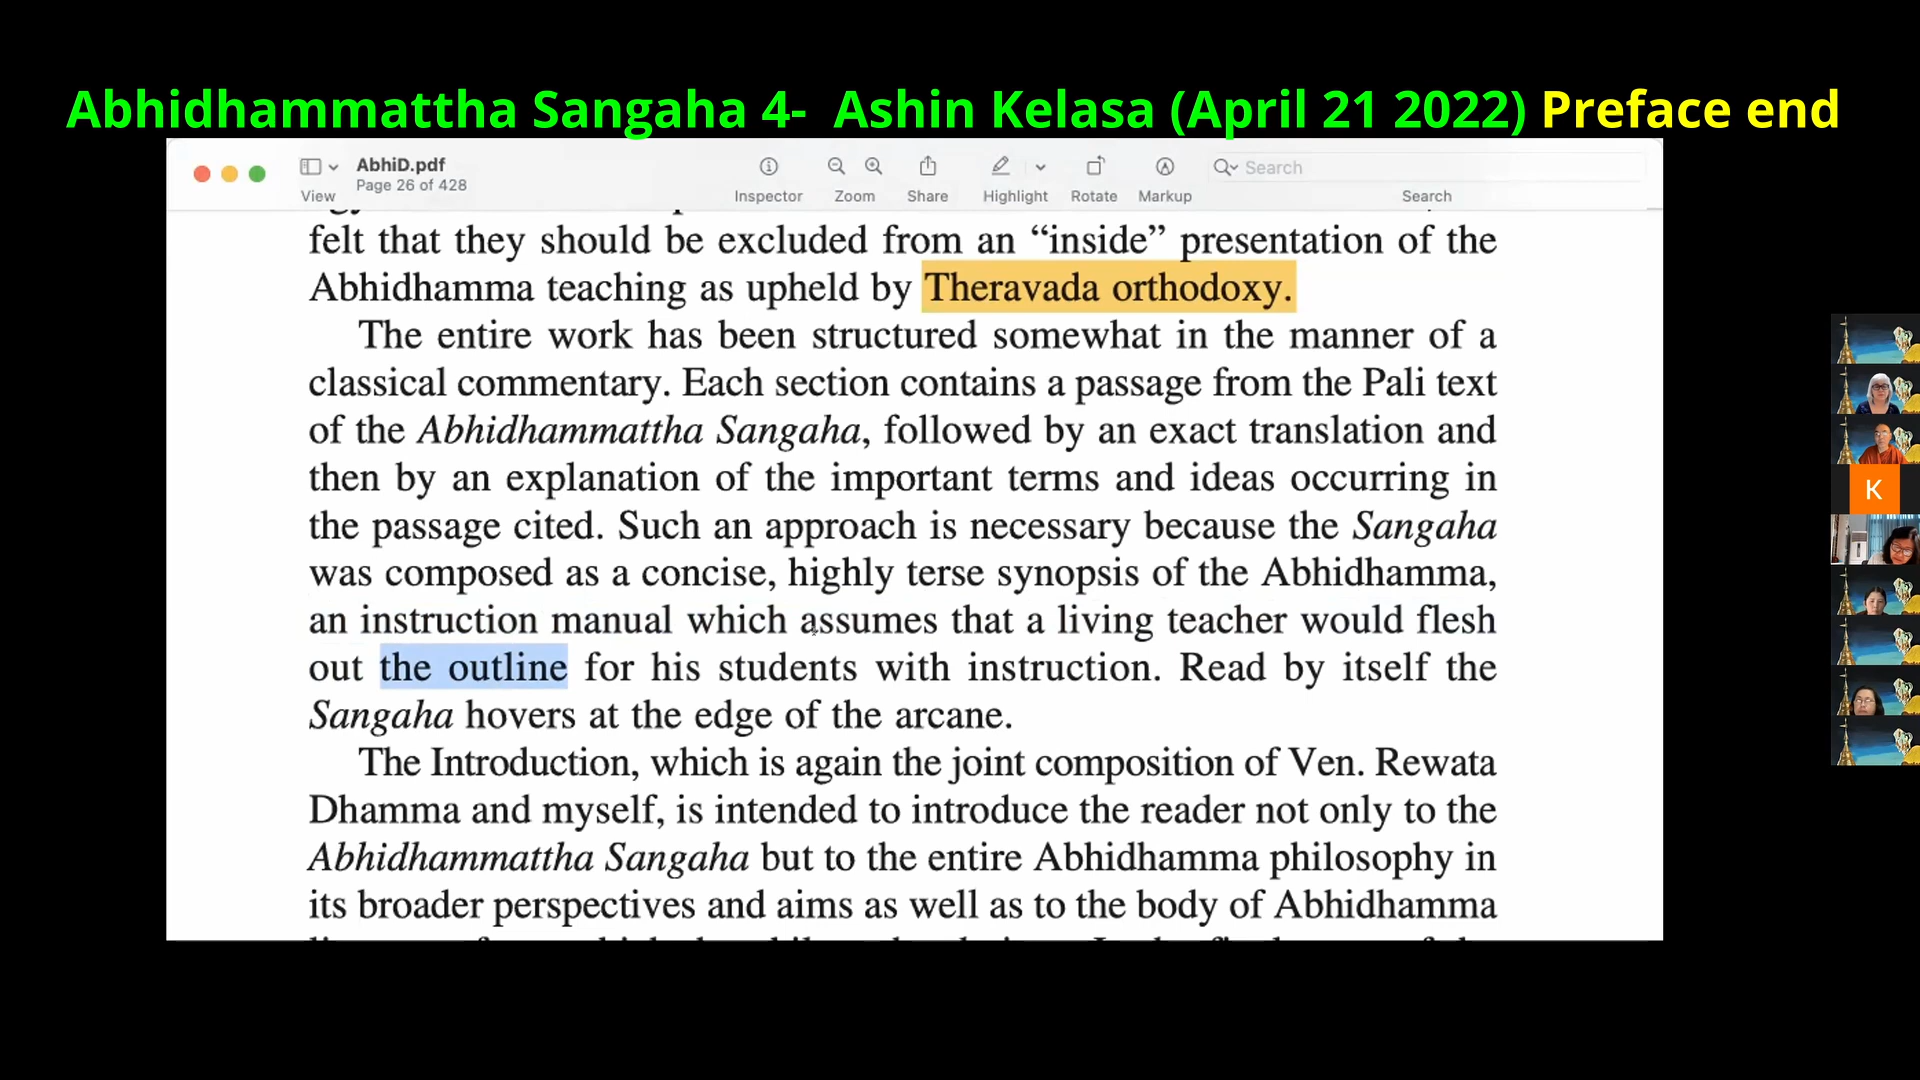 Abhidhammattha Sangaha 4- Ashin Kelasa (April 21 2022) Preface end
AbhiD.pdf
Page 26 of 428
View
Inspector
Zoom
Share
Highlight
Rotate
Markup
Search
Search
felt that they should be excluded from an “inside” presentation of the
Abhidhamma teaching as upheld by Theravada orthodoxy.
The entire work has been structured somewhat in the manner of a
classical commentary. Each section contains a passage from the Pali text
of the Abhidhammattha Sangaha, followed by an exact translation and
then by an explanation of the important terms and ideas occurring in
the passage cited. Such an approach is necessary because the Sangaha
was composed as a concise, highly terse synopsis of the Abhidhamma,
an instruction manual which assumes that a living teacher would flesh
out the outline for his students with instruction. Read by itself the
Sangaha hovers at the edge of the arcane.
The Introduction, which is again the joint composition of Ven. Rewata
Dhamma and myself, is intended to introduce the reader not only to the
Abhidhammattha Sangaha but to the entire Abhidhamma philosophy in
its broader perspectives and aims as well as to the body of Abhidhamma
K